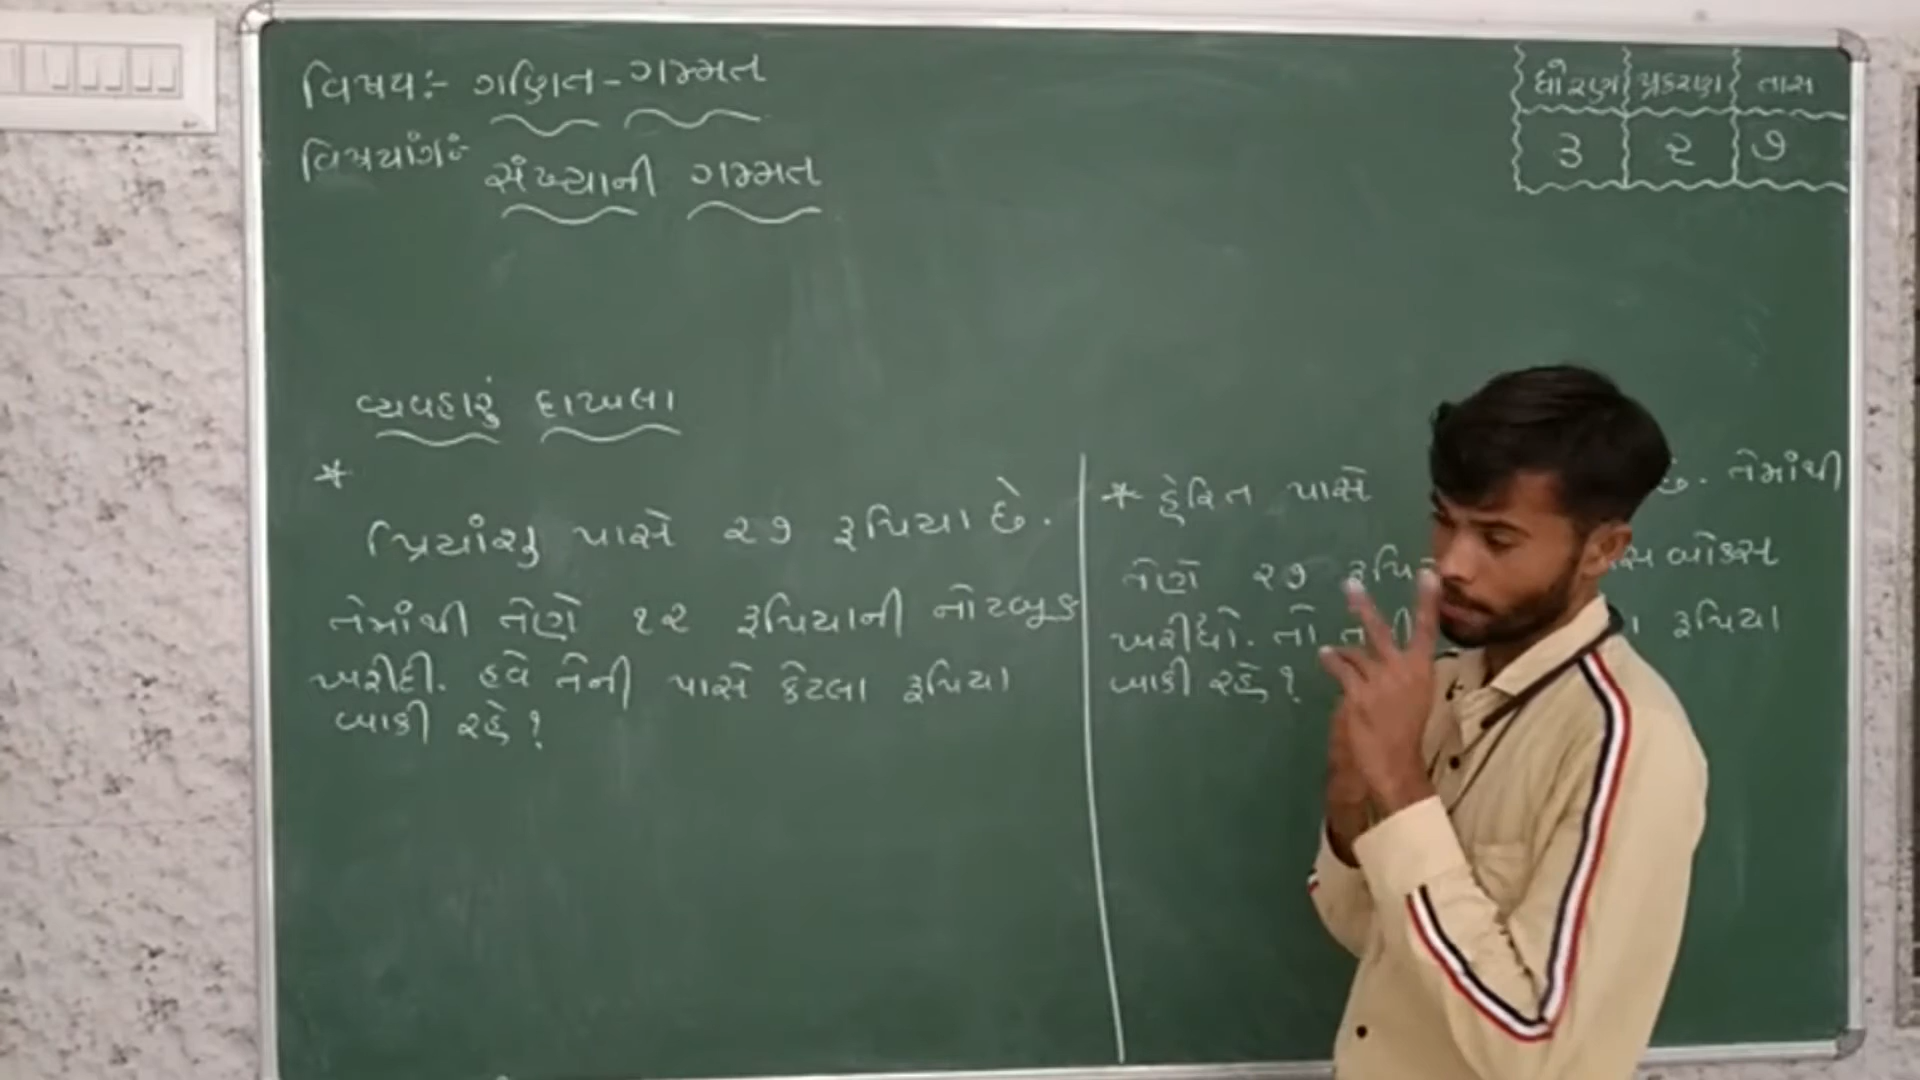 વિષય:- ગણિત-ગમ્મત
વિષયાંગ:-
સંખ્યાની ગમ્મત
ધોરણ પ્રકરણ તાસ
૩ ૨ ૭
વ્યવહારું દાખલા
*
પ્રિયાંશુ પાસે ૨૭ રૂપિયા છે.
તેમાંથી તેણે ૧૨ રૂપિયાની નોટબૂક
ખરીદી. હવે તેની પાસે કેટલા રૂપિયા
બાકી રહે?
* હેવિત પાસે છે. તેમાંથી
તેણે ૨૭ બોક્સ
ખરીધો. તો રૂપિયા
બાકી રહે?